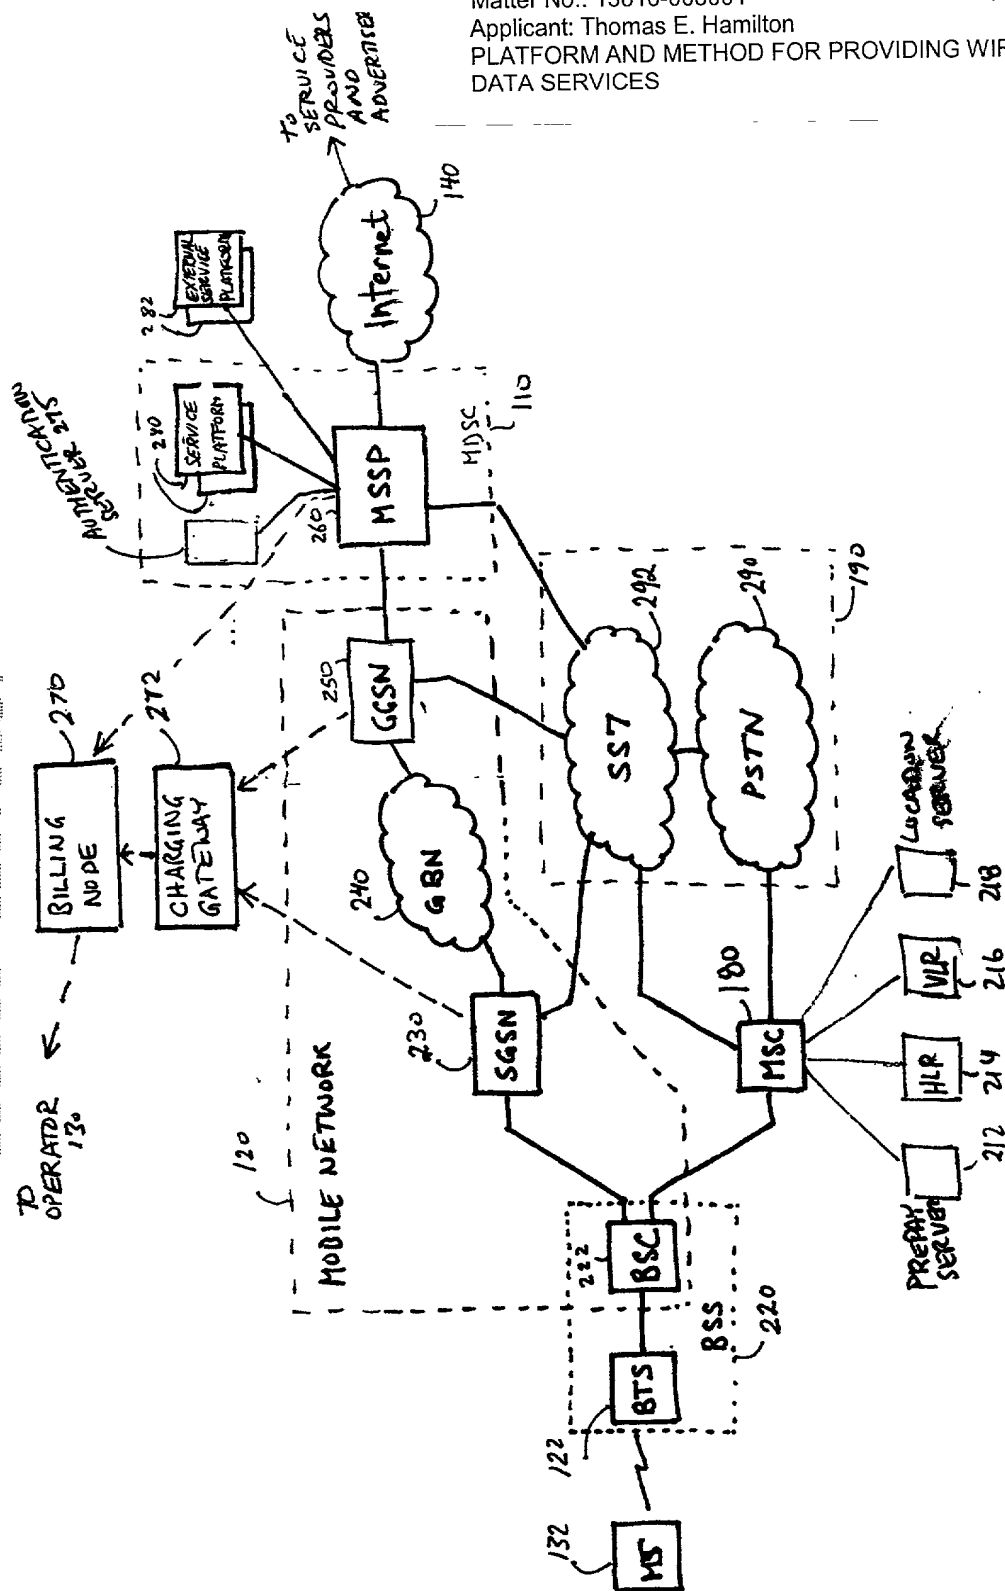 Applicant: Thomas E. Hamilton
PLATFORM AND METHOD FOR PROVIDING
DATA SERVICES
TO
SERVICE
PROVIDERS
AND
Internet
140
282
EXTERNAL
SERVICE
PLATFORM
280
SERVICE
PLATFORM
AUTHENTICATION
SERVER 275
MSSP
260
MDSC
110
BILLING
NODE
270
CHARGING
GATEWAY
272
TO
OPERATOR
130
120
MOBILE NETWORK
GGSN
250
GBN
240
SGSN
230
SS7
292
PSTN
290
190
MSC
180
LOCATION
SERVER
218
VLR
216
HLR
214
PREPAY
SERVER
212
BSC
222
BSS
220
BTS
122
MS
132